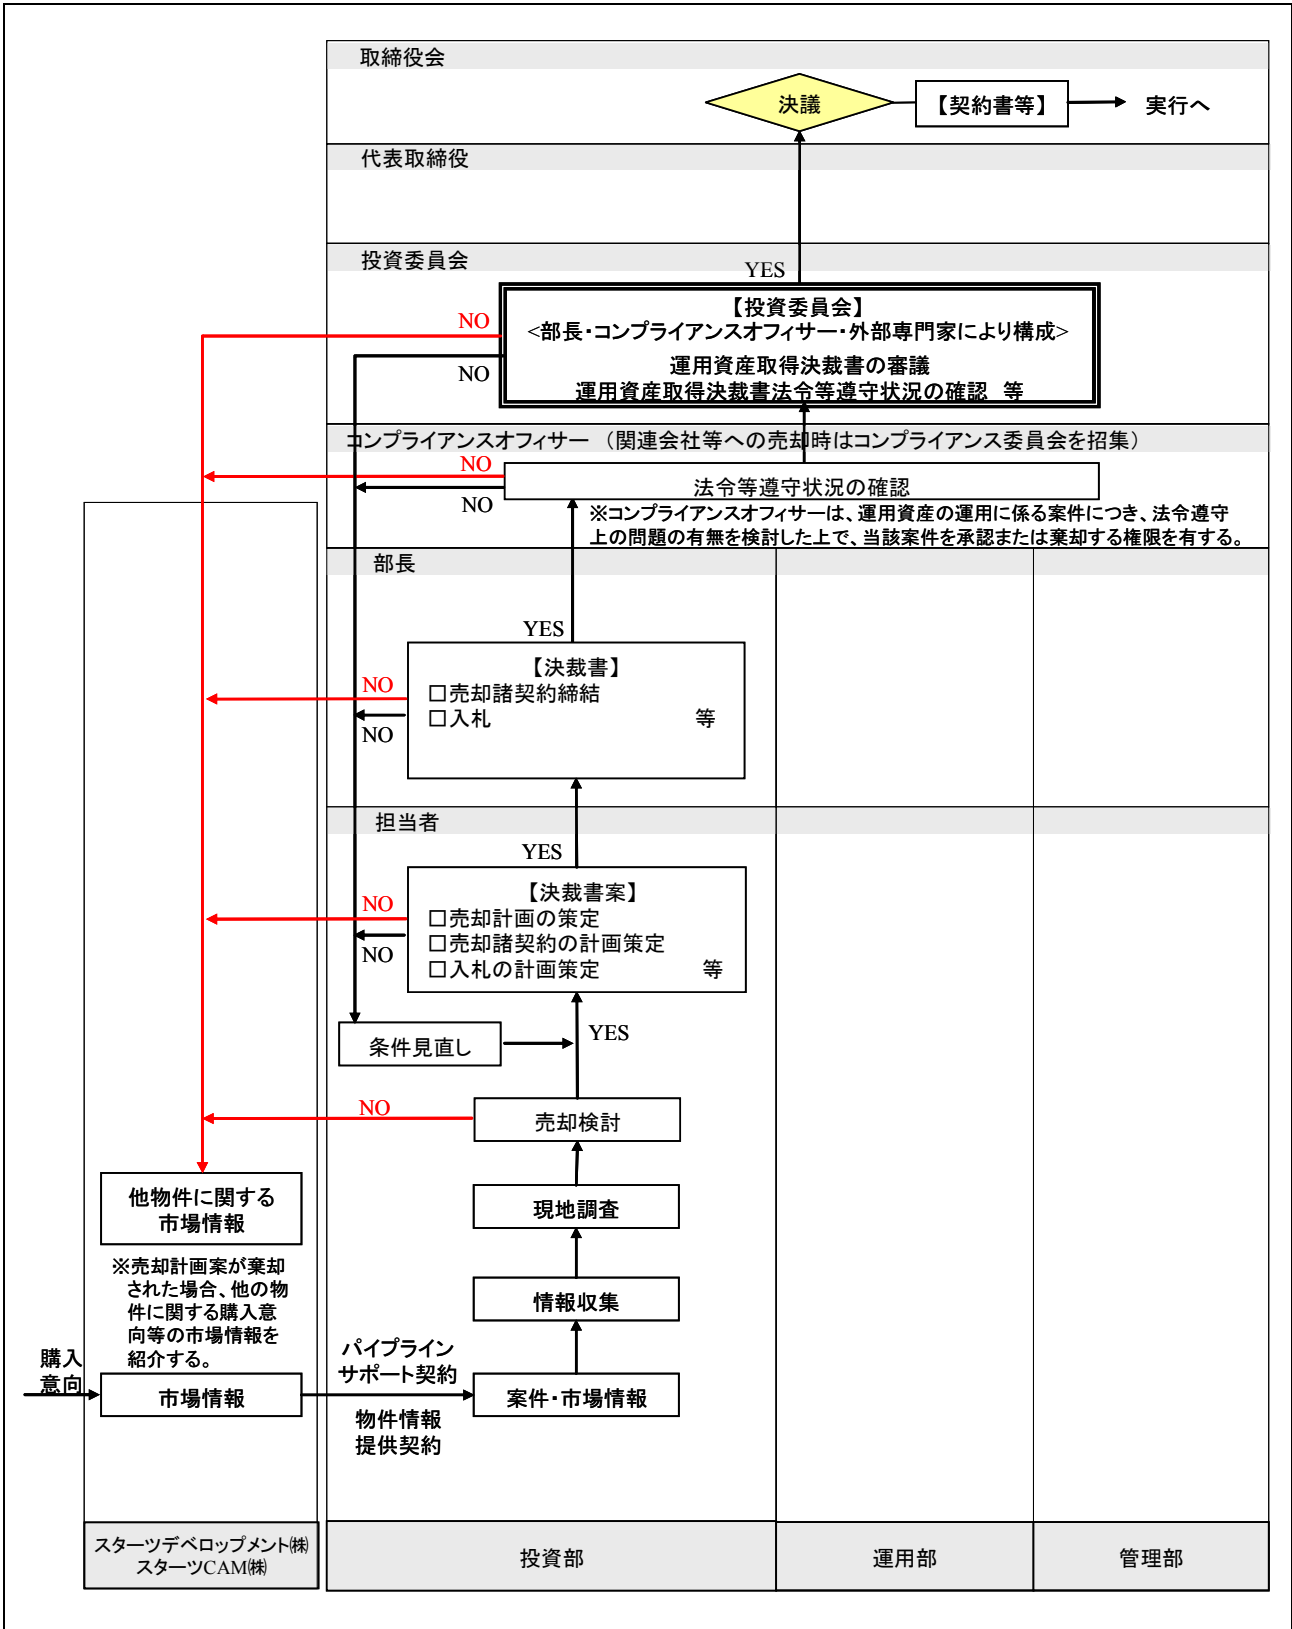 取締役会
決議
【契約書等】
実行へ
代表取締役
投資委員会
YES
【投資委員会】
<部長・コンプライアンスオフィサー・外部専門家により構成>
運用資産取得決裁書の審議
運用資産取得決裁書法令等遵守状況の確認 等
NO
NO
コンプライアンスオフィサー （関連会社等への売却時はコンプライアンス委員会を招集）
NO
法令等遵守状況の確認
NO
※コンプライアンスオフィサーは、運用資産の運用に係る案件につき、法令遵守
上の問題の有無を検討した上で、当該案件を承認または棄却する権限を有する。
部長
YES
【決裁書】
NO
□売却諸契約締結
□入札 等
NO
担当者
YES
【決裁書案】
NO
□売却計画の策定
□売却諸契約の計画策定
NO
□入札の計画策定 等
YES
条件見直し
NO
売却検討
他物件に関する
市場情報
現地調査
※売却計画案が棄却
された場合、他の物
件に関する購入意
向等の市場情報を
紹介する。
情報収集
購入
意向
市場情報
パイプライン
サポート契約
物件情報
提供契約
案件・市場情報
スターツデベロップメント㈱
スターツCAM㈱
投資部
運用部
管理部